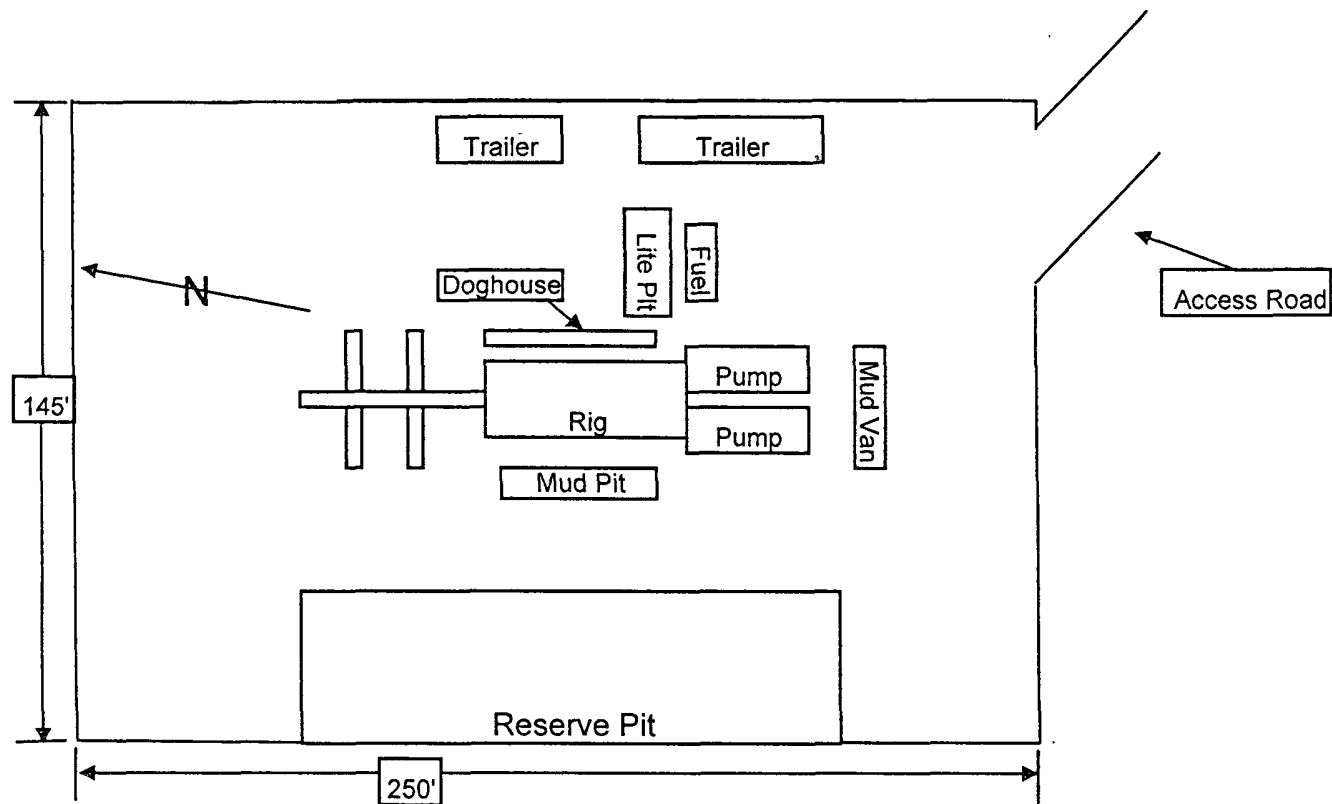 Trailer
Trailer
Lite Plt
Fuel
N
Doghouse
Access Road
145'
Pump
Mud Van
Rig
Pump
Mud Pit
Reserve Pit
250'